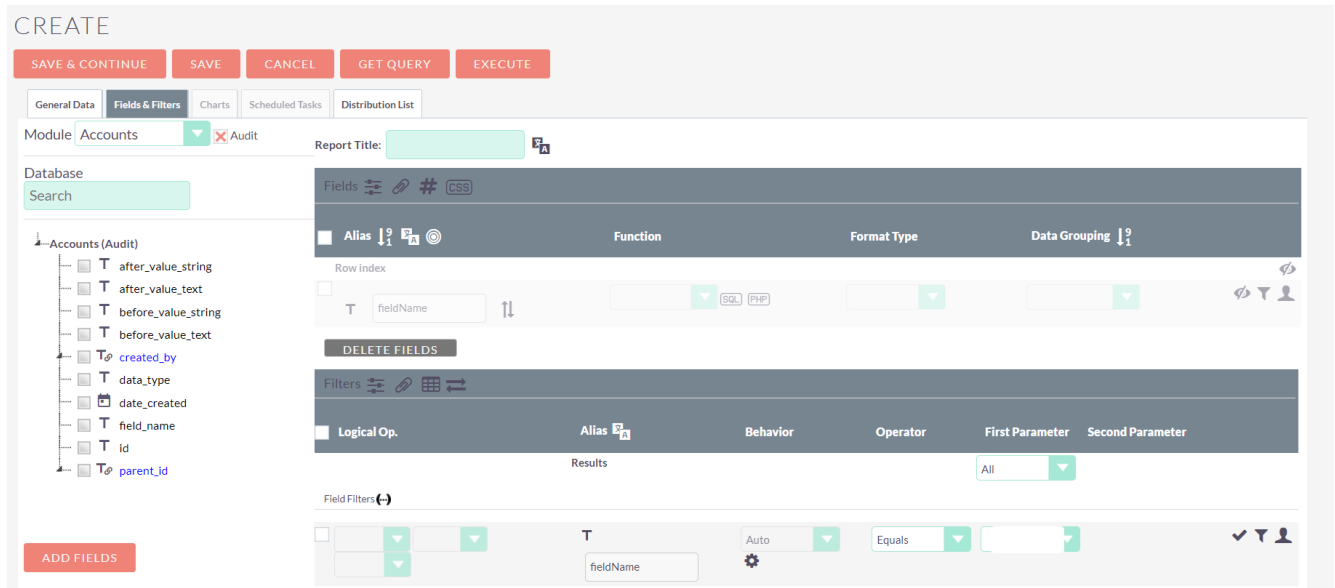 CREATE
SAVE & CONTINUE SAVE CANCEL GET QUERY EXECUTE
General Data Fields & Filters Charts Scheduled Tasks Distribution List
Module Accounts Audit
Report Title:
Database
Search
Fields CSS
Alias Function Format Type Data Grouping
Accounts (Audit)
after_value_string
after_value_text
before_value_string
before_value_text
created_by
data_type
date_created
field_name
id
parent_id
ADD FIELDS
Row index
T fieldName SQL PHP
DELETE FIELDS
Filters
Logical Op. Alias Behavior Operator First Parameter Second Parameter
Results All
Field Filters (...)
T Auto Equals
fieldName